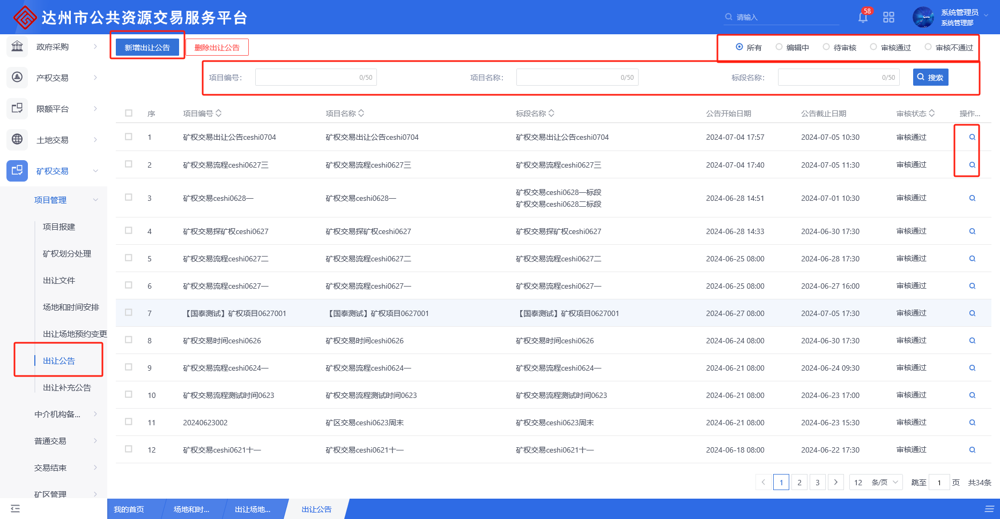 达州市公共资源交易服务平台
请输入
58
系统管理员
系统管理部
政府采购
产权交易
限额平台
土地交易
矿权交易
项目管理
项目报建
矿权划分处理
出让文件
场地和时间安排
出让场地预约变更
出让公告
出让补充公告
中介机构备...
普通交易
交易结束
矿区管理
新增出让公告 删除出让公告
所有 编辑中 待审核 审核通过 审核不通过
项目编号: 0/50 项目名称: 0/50 标段名称: 0/50 搜索
序 项目编号 项目名称 标段名称 公告开始日期 公告截止日期 审核状态 操作...
1 矿权交易出让公告ceshi0704 矿权交易出让公告ceshi0704 矿权交易出让公告ceshi0704 2024-07-04 17:57 2024-07-05 10:30 审核通过
2 矿权交易流程ceshi0627三 矿权交易流程ceshi0627三 矿权交易流程ceshi0627三 2024-07-04 17:40 2024-07-05 11:30 审核通过
3 矿权交易ceshi0628一 矿权交易ceshi0628一 矿权交易ceshi0628一标段 2024-06-28 14:51 2024-07-01 10:30 审核通过
矿权交易ceshi0628二标段
4 矿权交易探矿权ceshi0627 矿权交易探矿权ceshi0627 矿权交易探矿权ceshi0627 2024-06-28 14:33 2024-06-30 17:30 审核通过
5 矿权交易流程ceshi0627二 矿权交易流程ceshi0627二 矿权交易流程ceshi0627二 2024-06-25 08:00 2024-06-28 17:30 审核通过
6 矿权交易流程ceshi0627一 矿权交易流程ceshi0627一 矿权交易流程ceshi0627一 2024-06-25 08:00 2024-06-27 16:00 审核通过
7 【国泰测试】矿权项目0627001 【国泰测试】矿权项目0627001 【国泰测试】矿权项目0627001 2024-06-27 08:00 2024-07-05 17:30 审核通过
8 矿权交易时间ceshi0626 矿权交易时间ceshi0626 矿权交易时间ceshi0626 2024-06-24 08:00 2024-06-30 17:30 审核通过
9 矿权交易流程ceshi0624一 矿权交易流程ceshi0624一 矿权交易流程ceshi0624一 2024-06-21 08:00 2024-06-24 09:30 审核通过
10 矿权交易流程测试时间0623 矿权交易流程测试时间0623 矿权交易流程测试时间0623 2024-06-21 08:00 2024-06-23 17:00 审核通过
11 20240623002 矿区交易ceshi0623周末 矿权交易ceshi0623周末 2024-06-21 08:00 2024-06-23 15:30 审核通过
12 矿权交易ceshi0621十一 矿权交易ceshi0621十一 矿权交易ceshi0621十一 2024-06-18 08:00 2024-06-22 17:30 审核通过
1 2 3 12 条/页 跳至 1 页 共34条
我的首页 场地和时... 出让场地... 出让公告